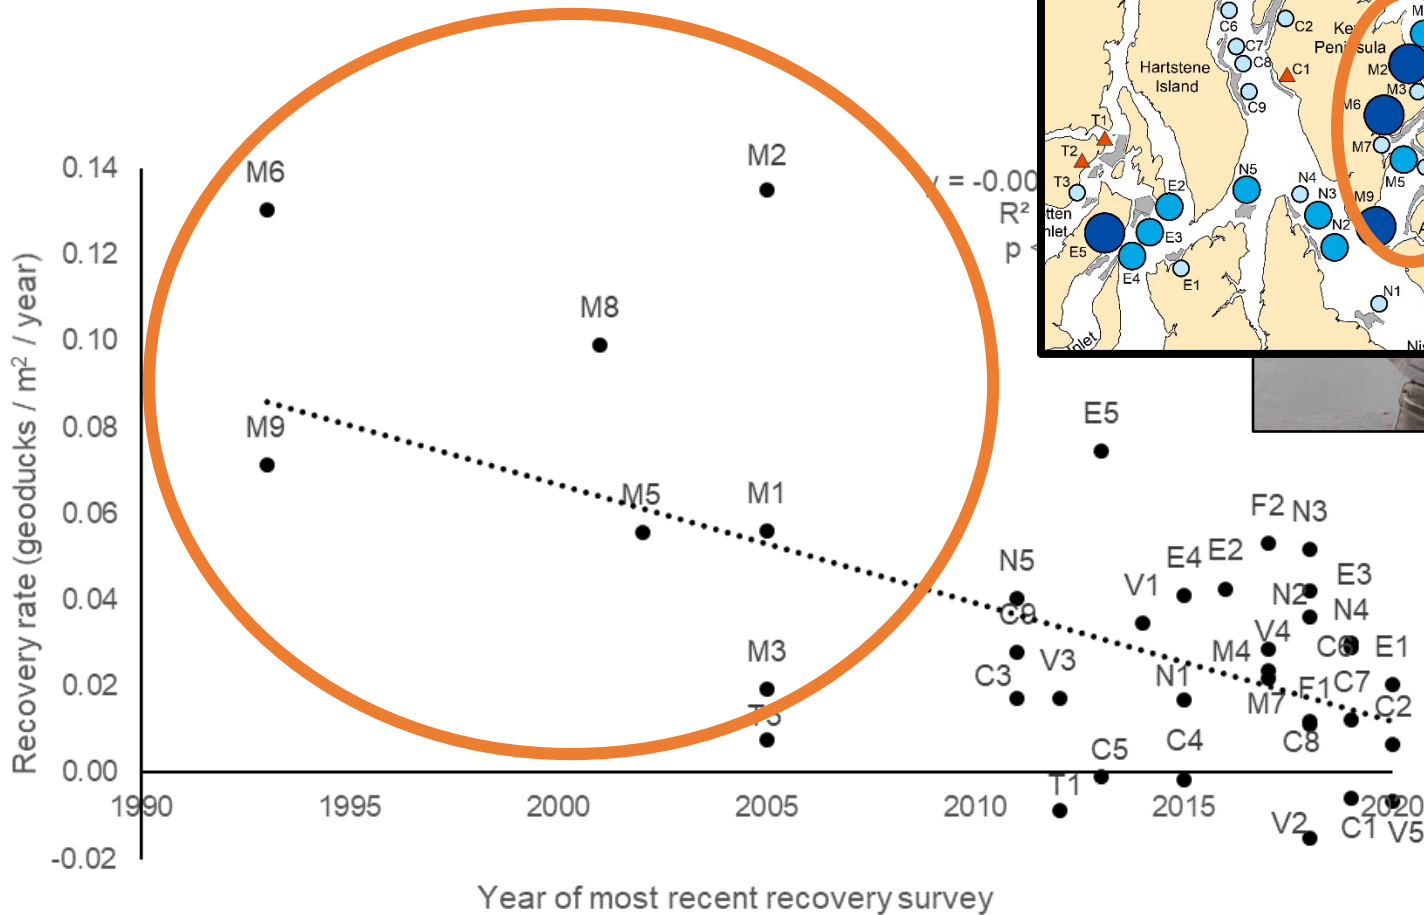 C6
C2
C7
C8
C1
C9
Hartstene
Island
Peninsula
M2
M3
M6
M7
M5
M9
T1
T2
T3
E2
E3
E5
E4
E1
N5
N4
N3
N2
N1
Inlet
y = -0.00
R²
p <
0.14
0.12
0.10
0.08
0.06
0.04
0.02
0.00
-0.02
Recovery rate (geoducks / m² / year)
M6
M2
M8
M9
M5
M1
M3
T3
E5
F2
N3
N5
C9
V1
E4
E2
N2
E3
N4
C3
V3
M4
V4
C6
E1
N1
M7
F1
C7
C2
C5
C4
C8
T1
V2
C1
V5
1990
1995
2000
2005
2010
2015
2020
Year of most recent recovery survey